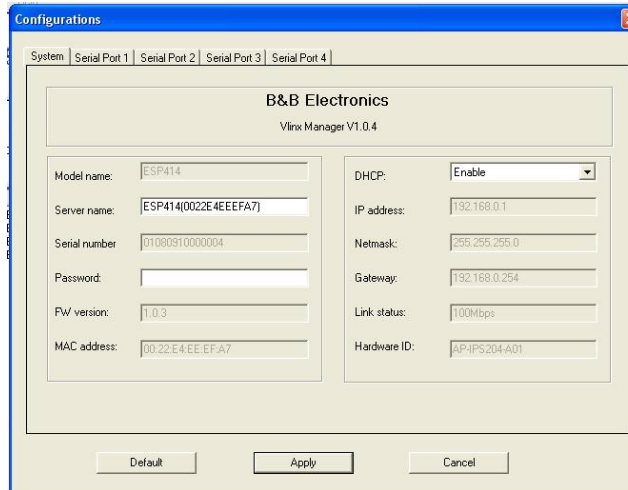 Configurations
System Serial Port 1 Serial Port 2 Serial Port 3 Serial Port 4
B&B Electronics
Vlinx Manager V1.0.4
Model name: ESP414
Server name: ESP414(0022E4EEEFA7)
Serial number 01080910000004
Password:
FW version: 1.0.3
MAC address: 00:22:E4:EE:EF:A7
DHCP: Enable
IP address: 192.168.0.1
Netmask: 255.255.255.0
Gateway: 192.168.0.254
Link status: 100Mbps
Hardware ID: AP-IPS204-A01
Default Apply Cancel